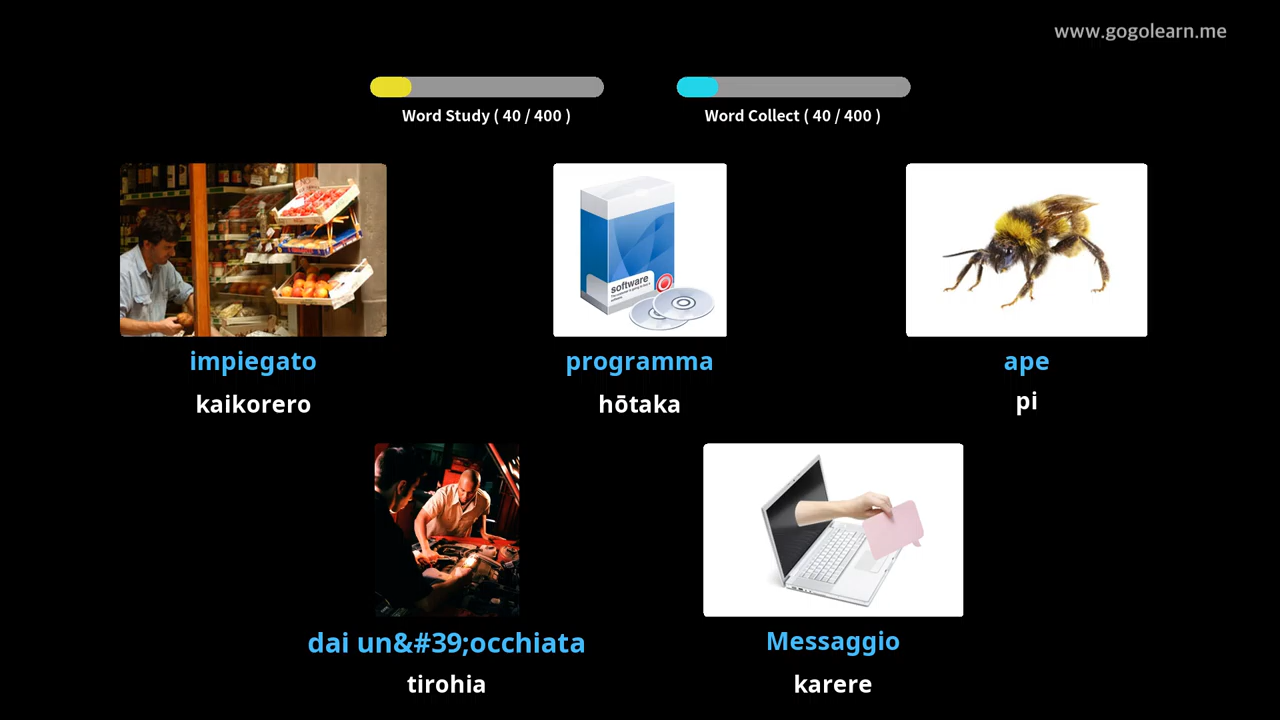 www.gogolearn.me
Word Study ( 40 / 400 )
Word Collect ( 40 / 400 )
software
impiegato
programma
ape
kaikorero
hōtaka
pi
dai un&#39;occhiata
Messaggio
tirohia
karere